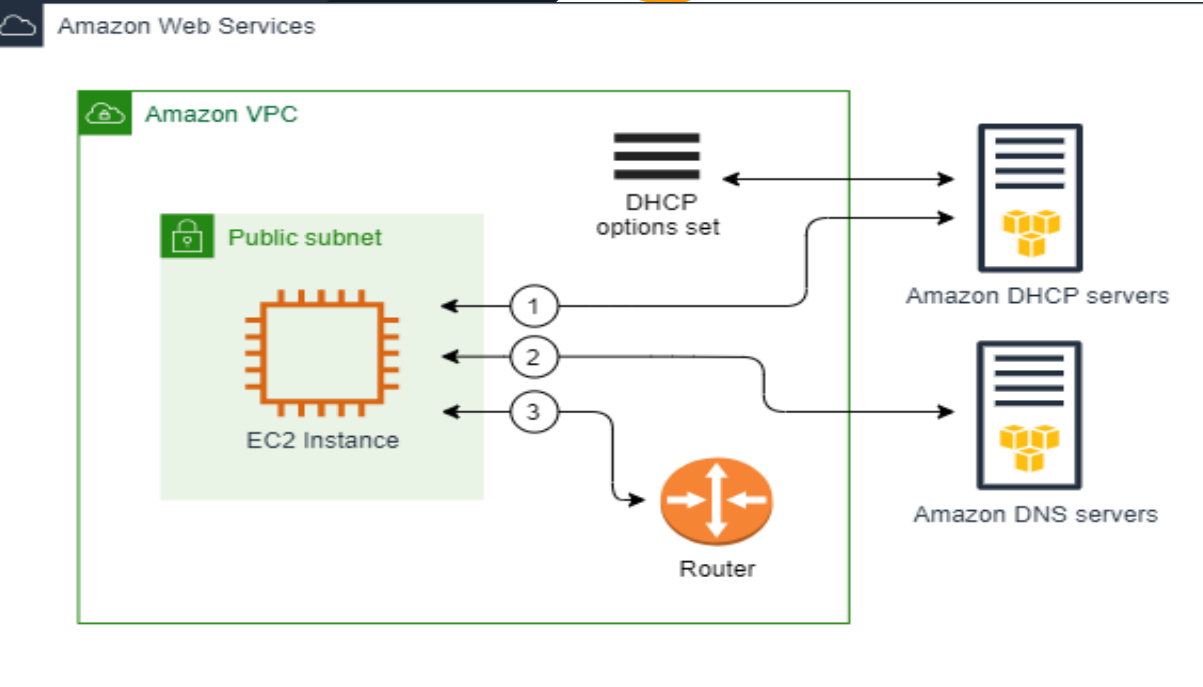 Amazon Web Services
Amazon VPC
DHCP
options set
Public subnet
Amazon DHCP servers
1
2
3
EC2 Instance
Amazon DNS servers
Router